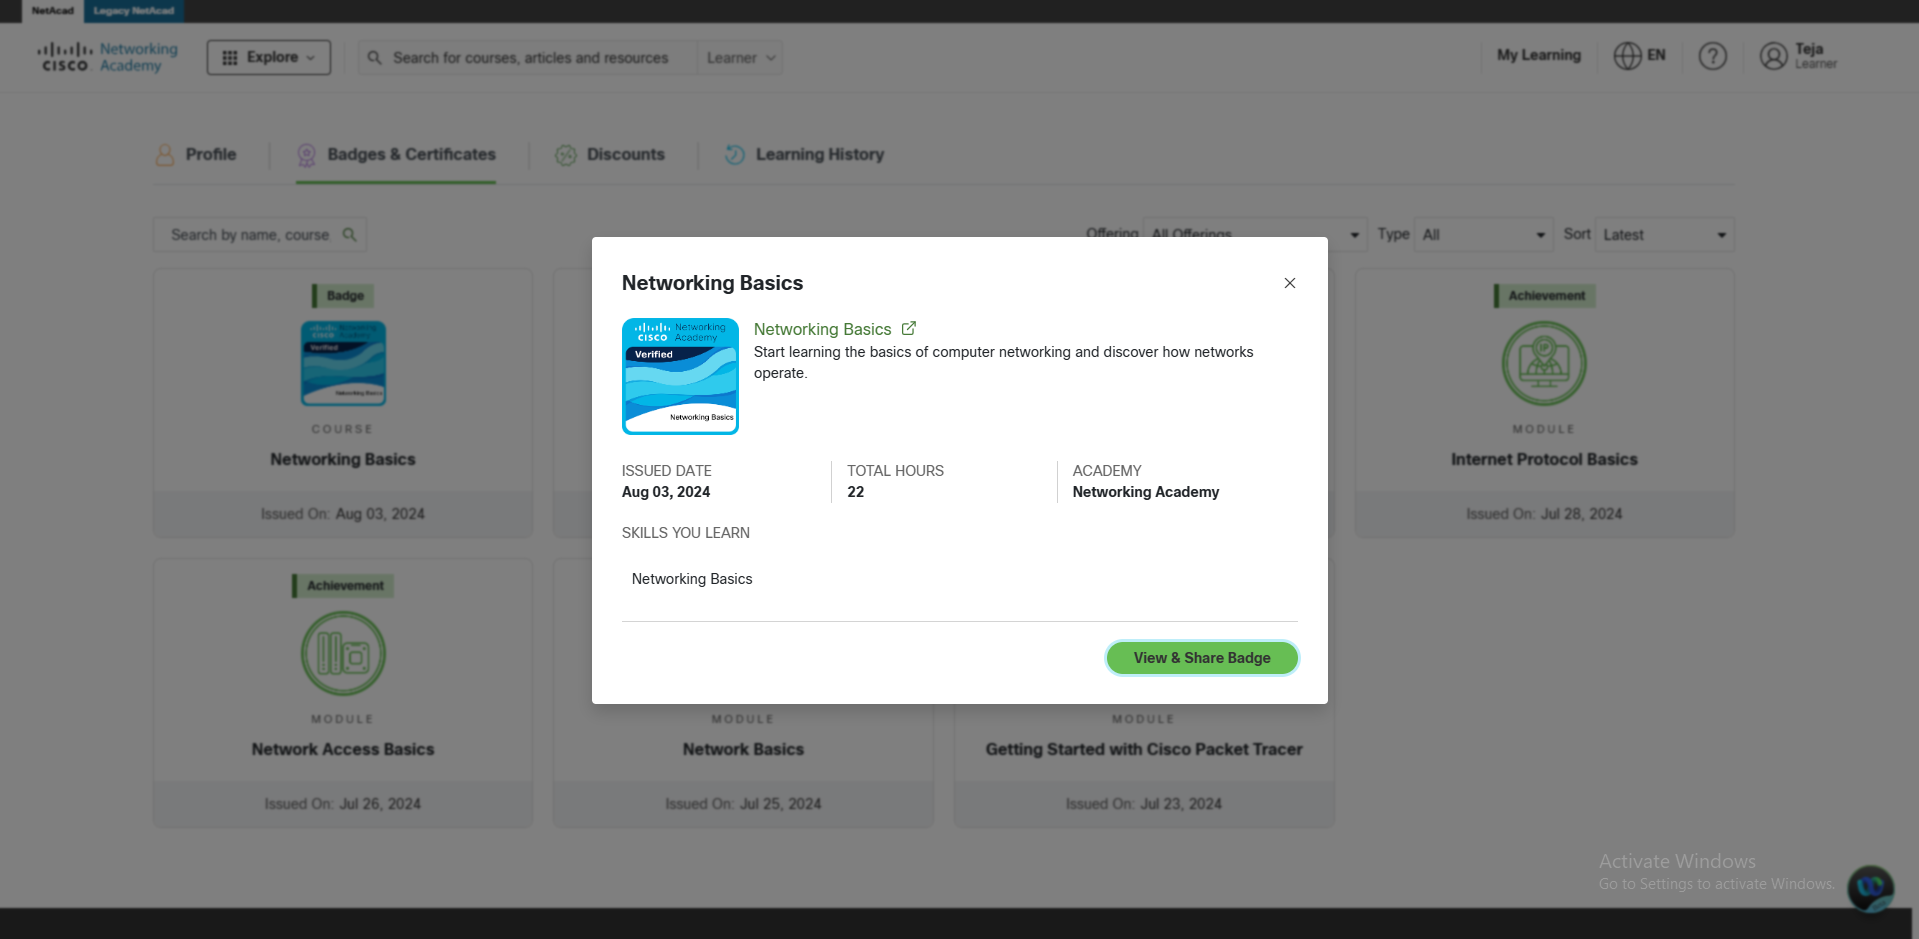 NetAcad
Legacy NetAcad
CISCO
Networking
Academy
Explore
Search for courses, articles and resources
Learner
My Learning
EN
Teja
Learner
Profile
Badges & Certificates
Discounts
Learning History
Search by name, course
Offering
All Offerings
Type
All
Sort
Latest
Badge
CISCO
Networking
Academy
Verified
Networking Basics
COURSE
Networking Basics
Issued On: Aug 03, 2024
Networking Basics
CISCO
Networking
Academy
Verified
Networking Basics
Networking Basics
Start learning the basics of computer networking and discover how networks
operate.
ISSUED DATE
Aug 03, 2024
TOTAL HOURS
22
ACADEMY
Networking Academy
SKILLS YOU LEARN
Networking Basics
View & Share Badge
Achievement
IP
MODULE
Internet Protocol Basics
Issued On: Jul 28, 2024
Achievement
MODULE
Network Access Basics
Issued On: Jul 26, 2024
MODULE
Network Basics
Issued On: Jul 25, 2024
MODULE
Getting Started with Cisco Packet Tracer
Issued On: Jul 23, 2024
Activate Windows
Go to Settings to activate Windows.